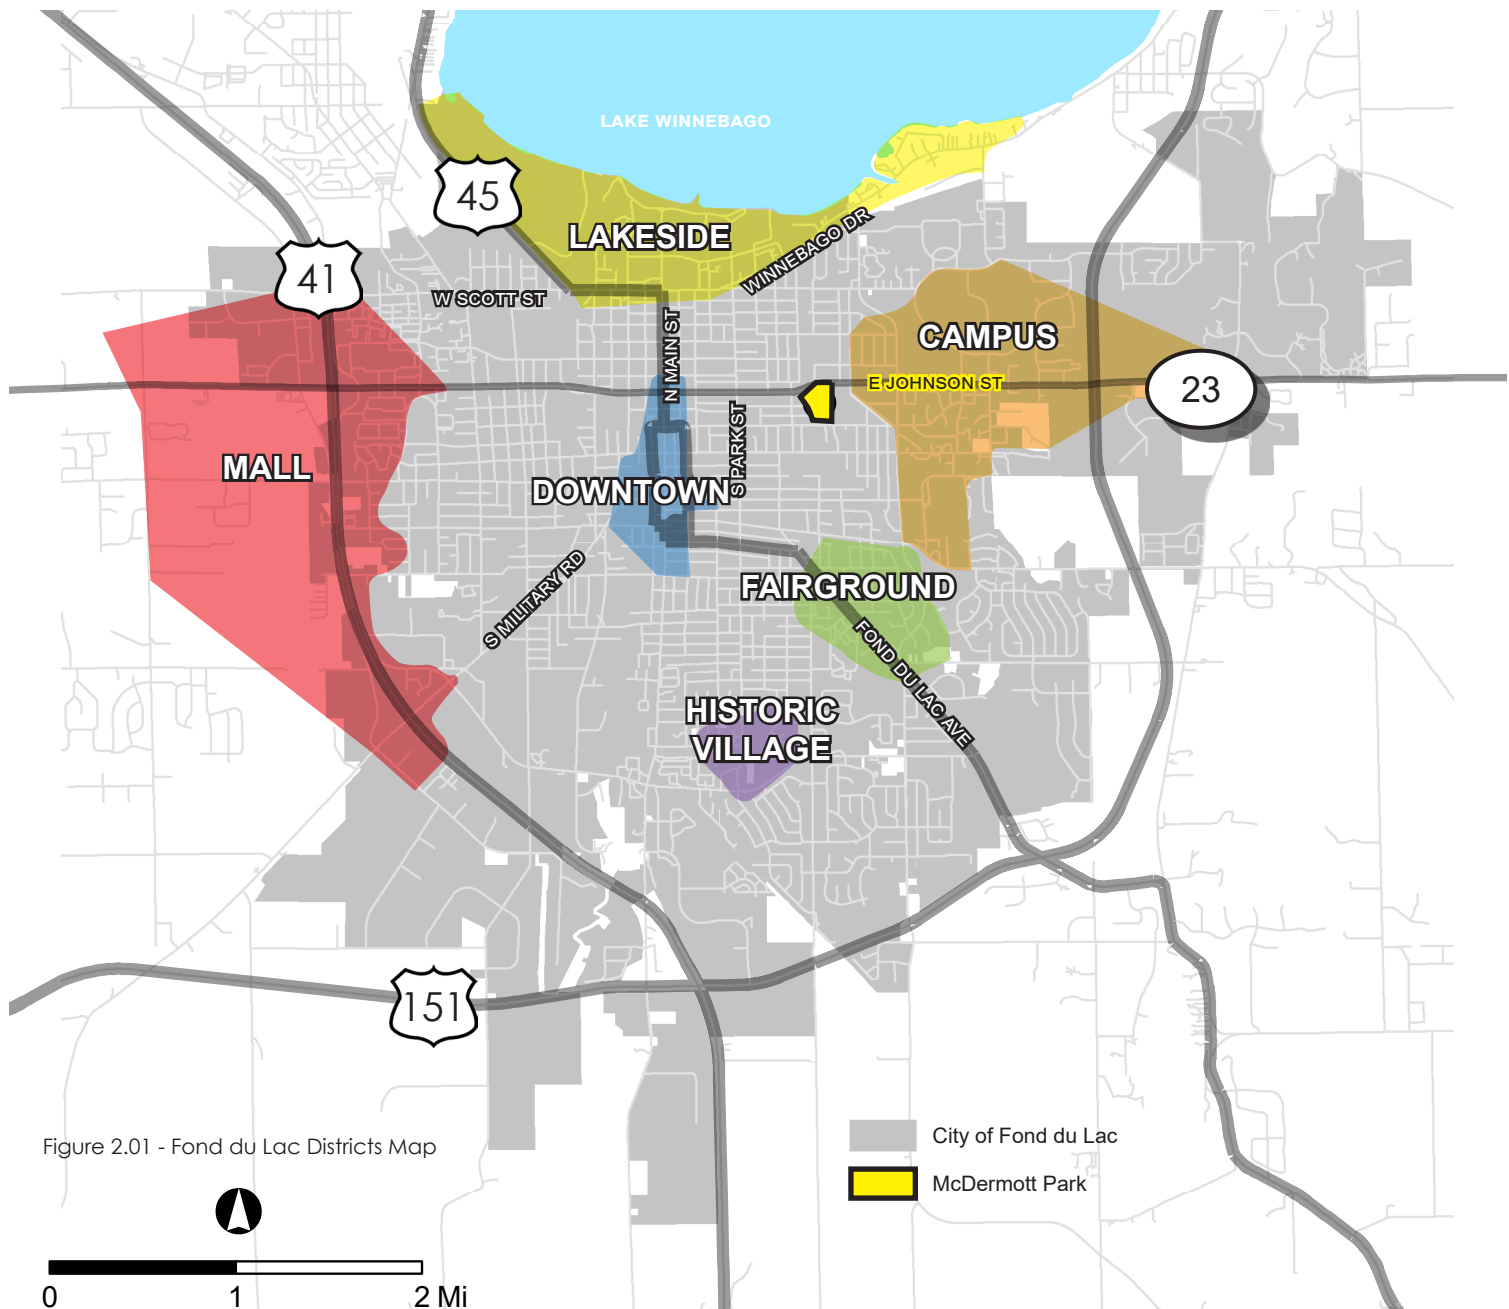 LAKE WINNEBAGO
45
LAKESIDE
WINNEBAGO DR
41
W SCOTT ST
N MAIN ST
CAMPUS
E JOHNSON ST
23
S PARK ST
MALL
DOWNTOWN
S MILITARY RD
FAIRGROUND
FOND DU LAC AVE
HISTORIC
VILLAGE
151
City of Fond du Lac
Figure 2.01 - Fond du Lac Districts Map
McDermott Park
0 1 2 Mi